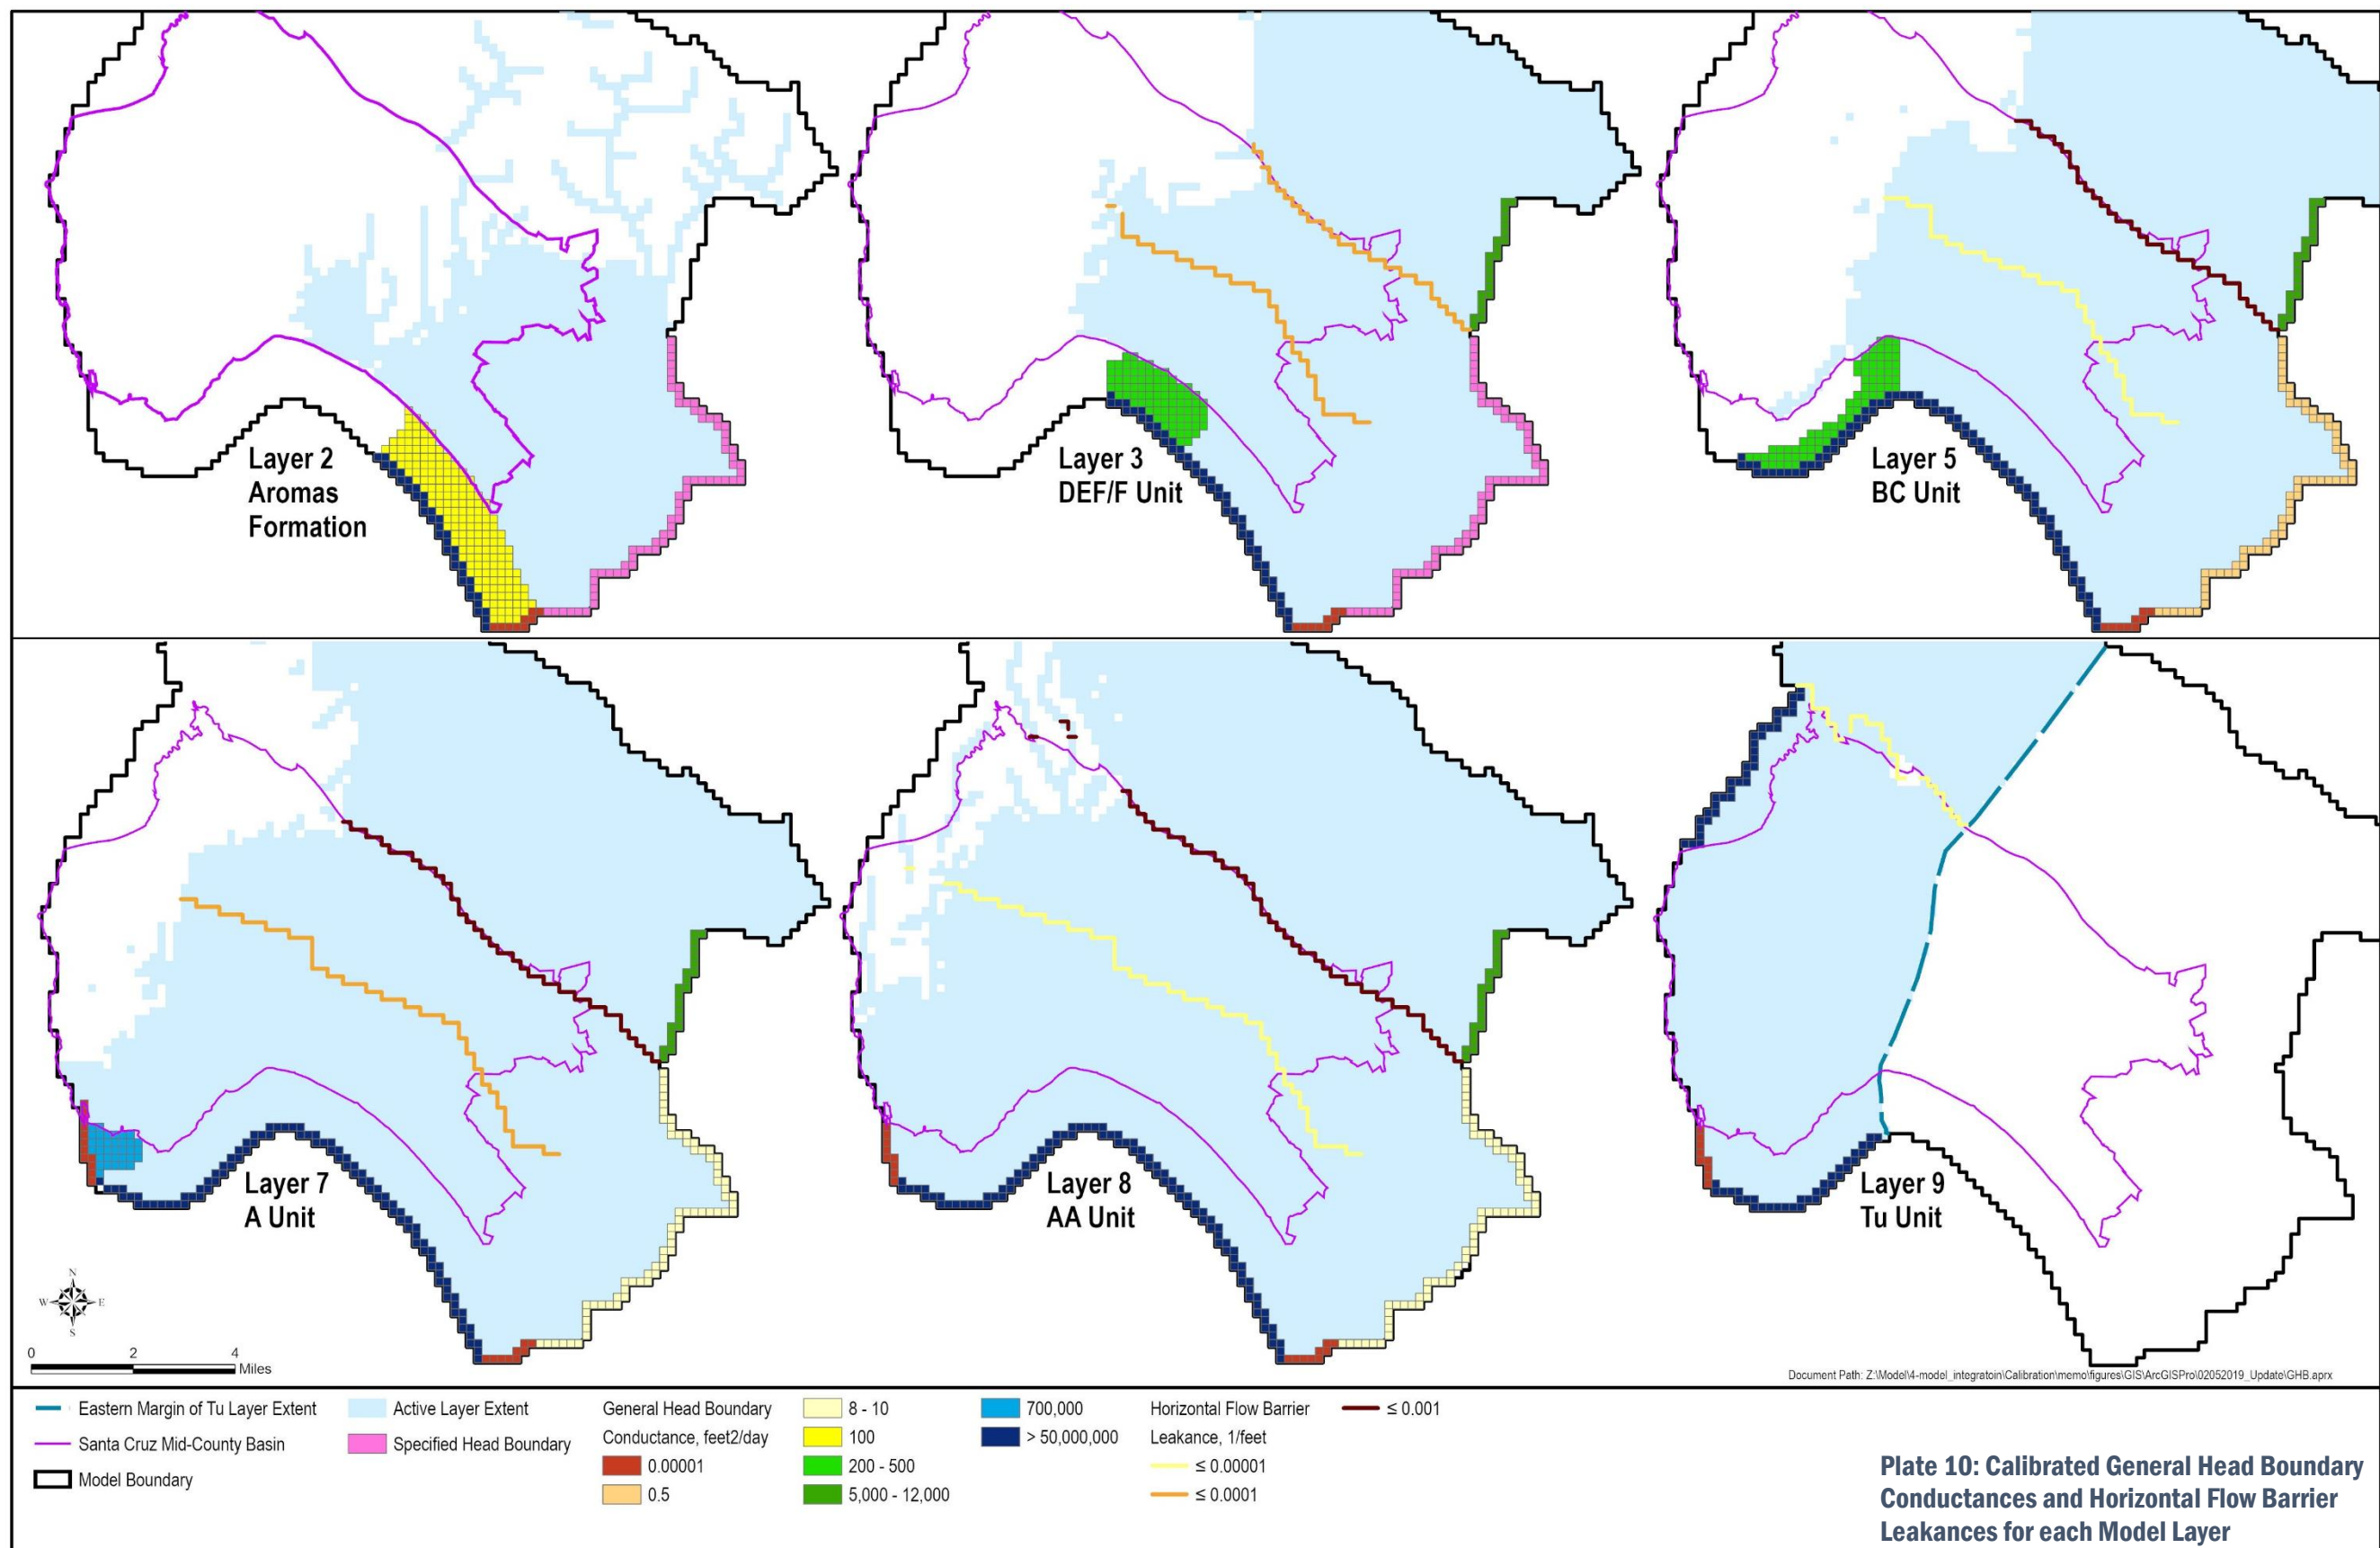 Layer 2
Aromas
Formation
Layer 3
DEF/F Unit
Layer 5
BC Unit
Layer 7
A Unit
Layer 8
AA Unit
Layer 9
Tu Unit
N
W
E
S
0
2
4
Miles
Document Path: Z:\Model\4-model_integratoin\Calibration\memo\figures\GIS\ArcGISPro\02052019_Update\GHB.aprx
Eastern Margin of Tu Layer Extent
Santa Cruz Mid-County Basin
Model Boundary
Active Layer Extent
Specified Head Boundary
General Head Boundary
Conductance, feet2/day
0.00001
0.5
8 - 10
100
200 - 500
5,000 - 12,000
700,000
> 50,000,000
Horizontal Flow Barrier
Leakance, 1/feet
≤ 0.00001
≤ 0.0001
≤ 0.001
Plate 10: Calibrated General Head Boundary
Conductances and Horizontal Flow Barrier
Leakances for each Model Layer